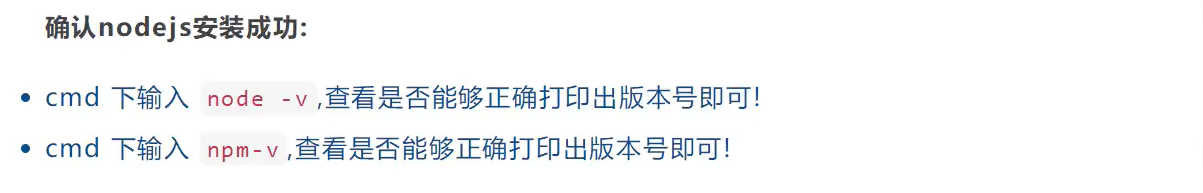 确认nodejs安装成功:
• cmd 下输入 node -v,查看是否能够正确打印出版本号即可!
• cmd 下输入 npm-v,查看是否能够正确打印出版本号即可!